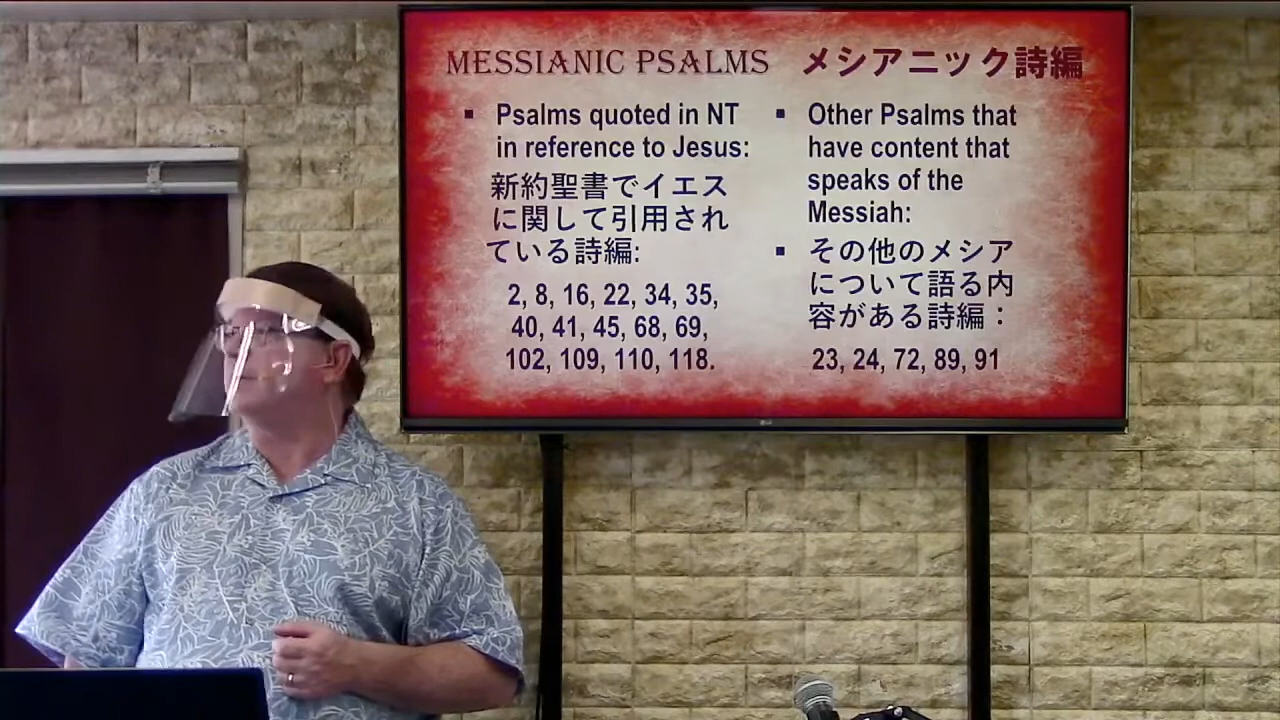 MESSIANIC PSALMS メシアニック詩編
▪ Psalms quoted in NT
in reference to Jesus:
新約聖書でイエス
に関して引用され
ている詩編:
2, 8, 16, 22, 34, 35,
40, 41, 45, 68, 69,
102, 109, 110, 118.
▪ Other Psalms that
have content that
speaks of the
Messiah:
▪ その他のメシア
について語る内
容がある詩編：
23, 24, 72, 89, 91